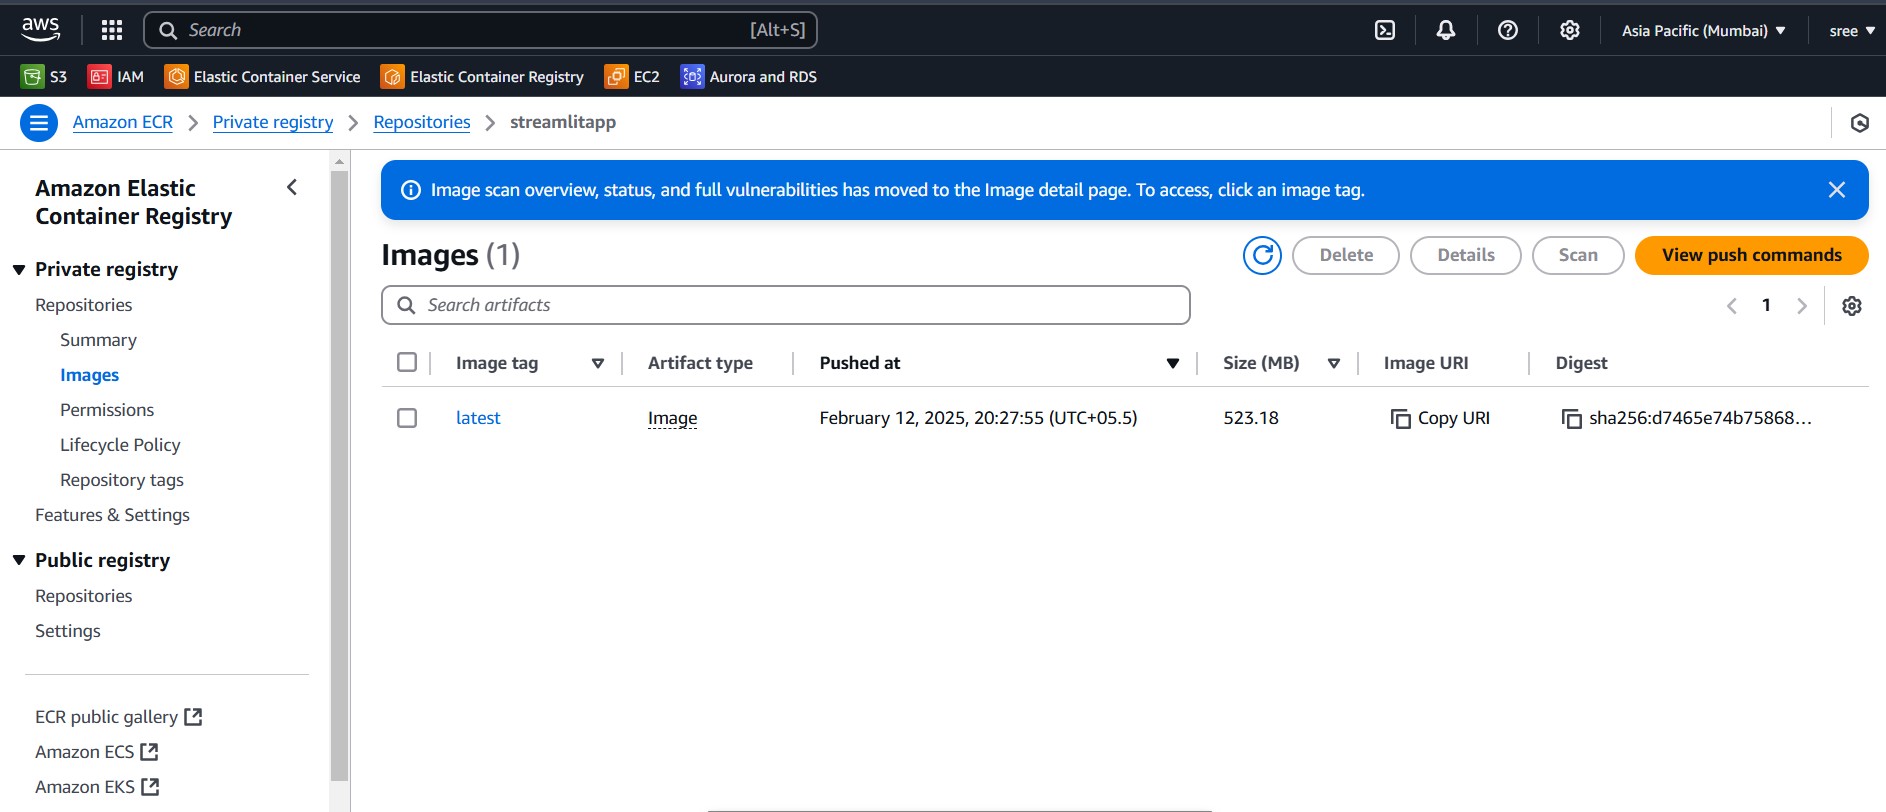 aws
Search [Alt+S]
Asia Pacific (Mumbai) sree
S3 IAM Elastic Container Service Elastic Container Registry EC2 Aurora and RDS
Amazon ECR Private registry Repositories streamlitapp
Amazon Elastic
Container Registry
Private registry
Repositories
Summary
Images
Permissions
Lifecycle Policy
Repository tags
Features & Settings
Public registry
Repositories
Settings
ECR public gallery
Amazon ECS
Amazon EKS
Image scan overview, status, and full vulnerabilities has moved to the Image detail page. To access, click an image tag.
Images (1)
Delete Details Scan View push commands
Search artifacts
1
Image tag Artifact type Pushed at Size (MB) Image URI Digest
latest Image February 12, 2025, 20:27:55 (UTC+05.5) 523.18 Copy URI sha256:d7465e74b75868...